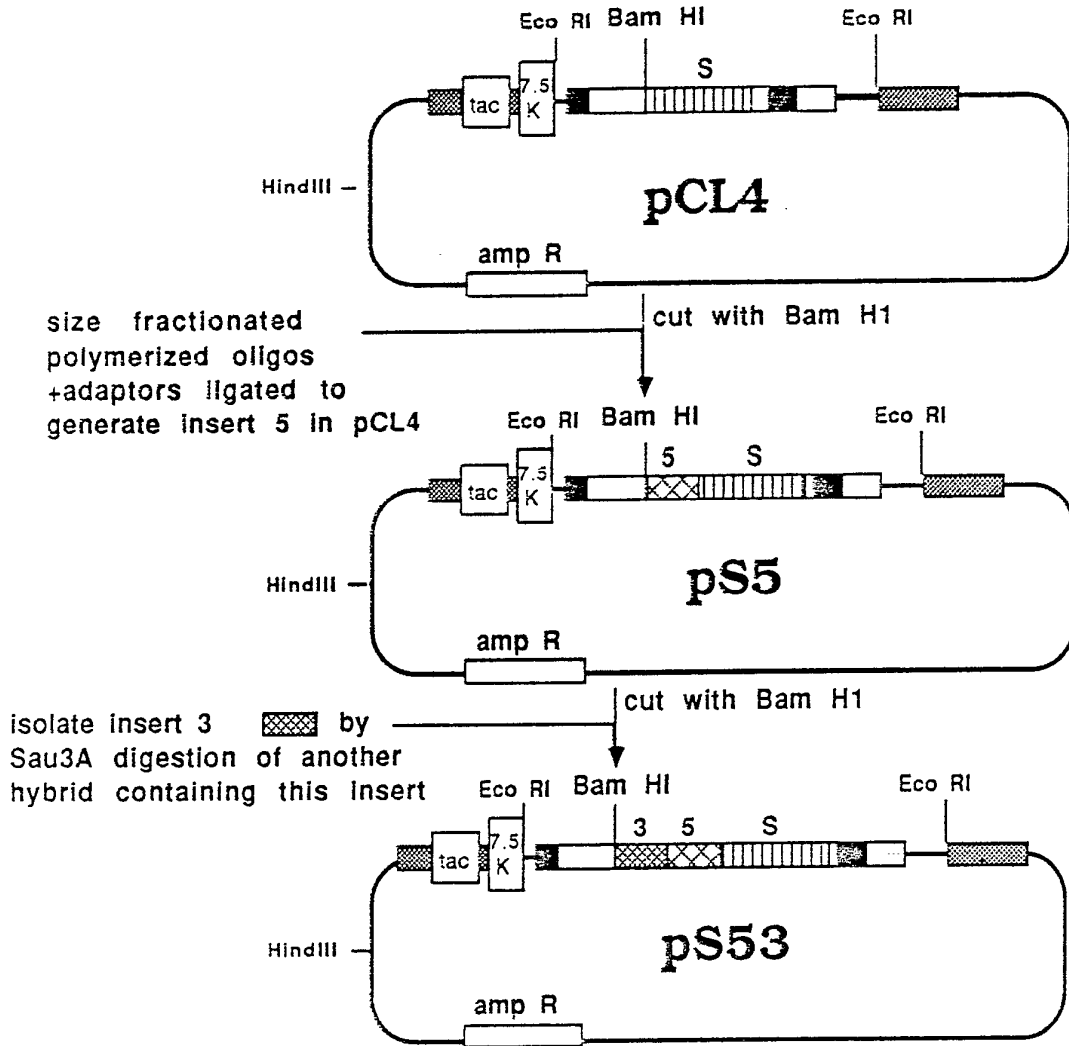 Eco RI Bam HI Eco RI
S
7.5
tac K
HindIII
pCL4
amp R
size fractionated
polymerized oligos
+adaptors ligated to
generate insert 5 in pCL4
cut with Bam H1
Eco RI Bam HI Eco RI
5 S
7.5
tac K
HindIII
pS5
amp R
cut with Bam H1
isolate insert 3 by
Sau3A digestion of another
hybrid containing this insert
Eco RI Bam HI Eco RI
3 5 S
7.5
tac K
HindIII
pS53
amp R